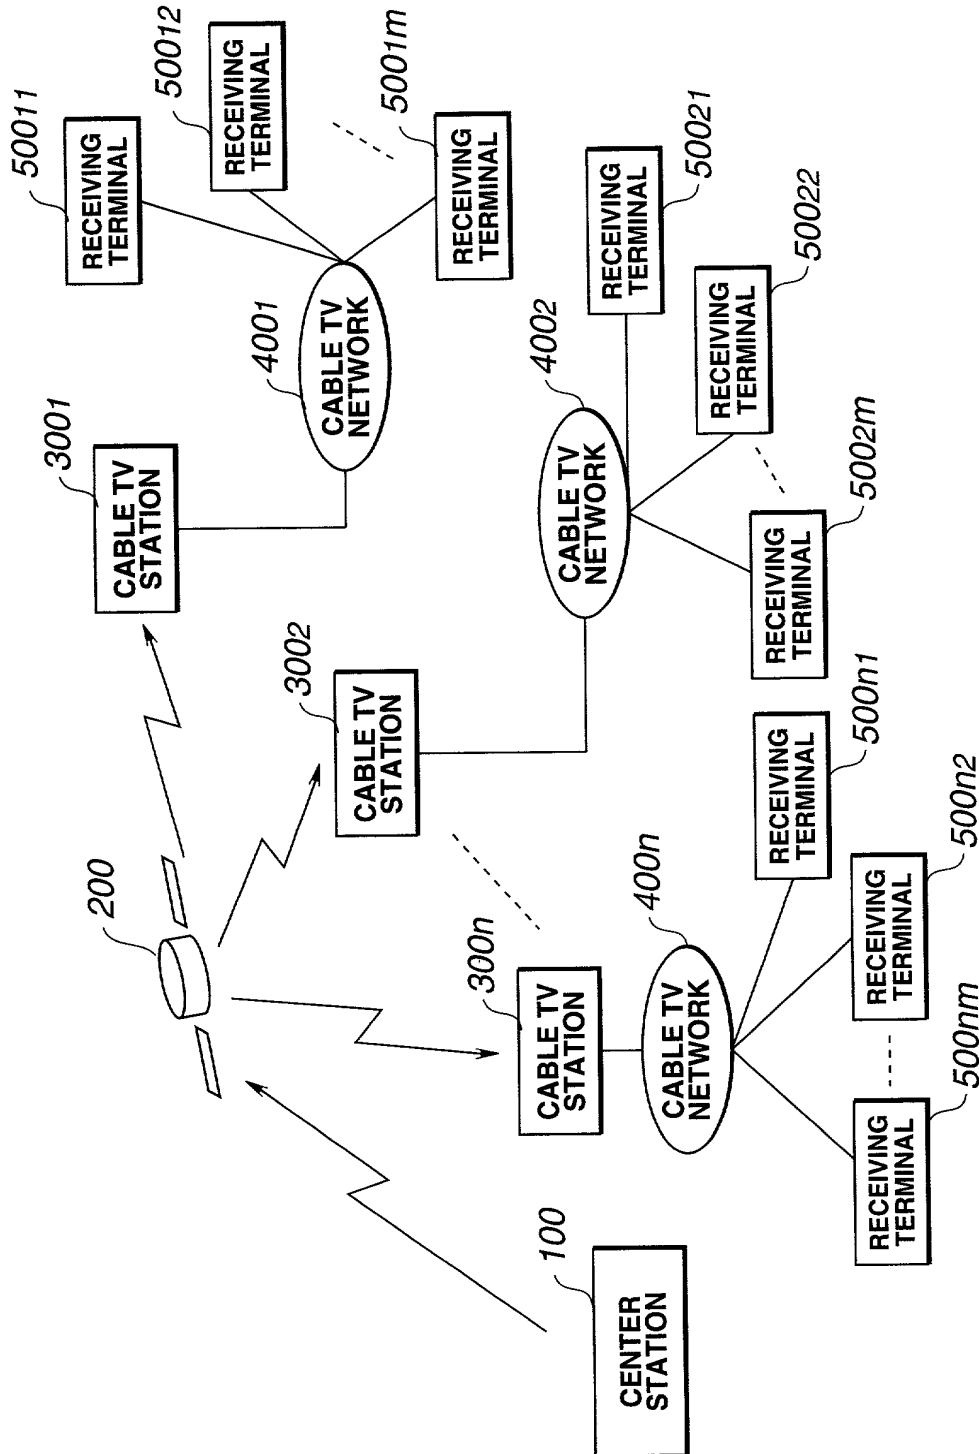 CENTER
STATION
100
200
CABLE TV
STATION
300n
CABLE TV
NETWORK
400n
RECEIVING
TERMINAL
500nm
RECEIVING
TERMINAL
500n2
RECEIVING
TERMINAL
500n1
CABLE TV
STATION
3002
CABLE TV
NETWORK
4002
RECEIVING
TERMINAL
5002m
RECEIVING
TERMINAL
50022
RECEIVING
TERMINAL
50021
CABLE TV
STATION
3001
CABLE TV
NETWORK
4001
RECEIVING
TERMINAL
50011
RECEIVING
TERMINAL
50012
RECEIVING
TERMINAL
5001m